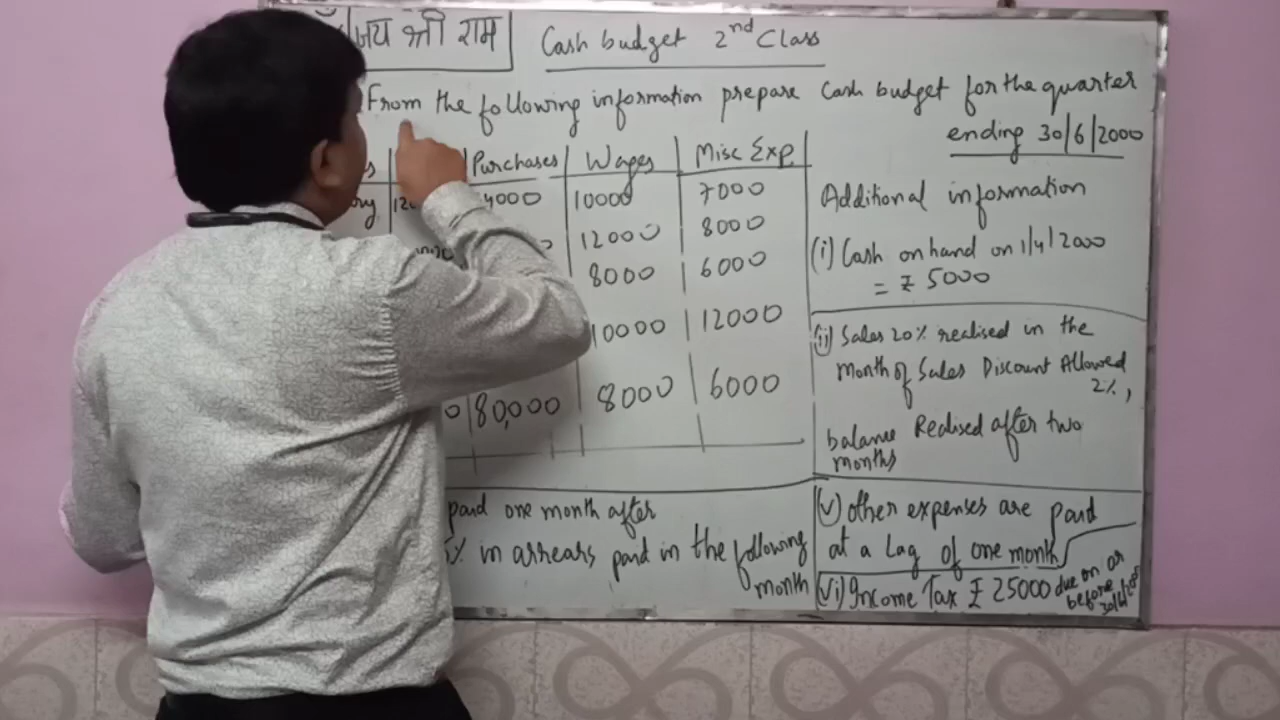 जय श्री राम
Cash budget 2nd Class
From the following information prepare Cash budget for the quarter
ending 30/6/2000
Purchases Wages Misc Exp.
4000 10000 7000
12000 8000
8000 6000
10000 12000
0 80,000 8000 6000
Additional information
(i) Cash on hand on 1/4/2000
= ₹ 5000
(ii) Sales 20% realised in the
month of Sales Discount Allowed
2%,
balance Realised after two
months
paid one month after
% in arrears paid in the following
month
(v) other expenses are paid
at a Lag of one month
(vi) Income Tax ₹ 25000 due on or
before